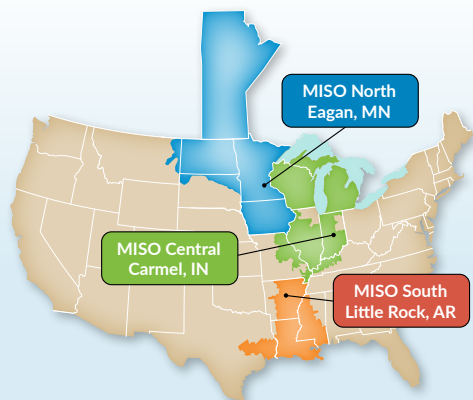 MISO North
Eagan, MN
MISO Central
Carmel, IN
MISO South
Little Rock, AR